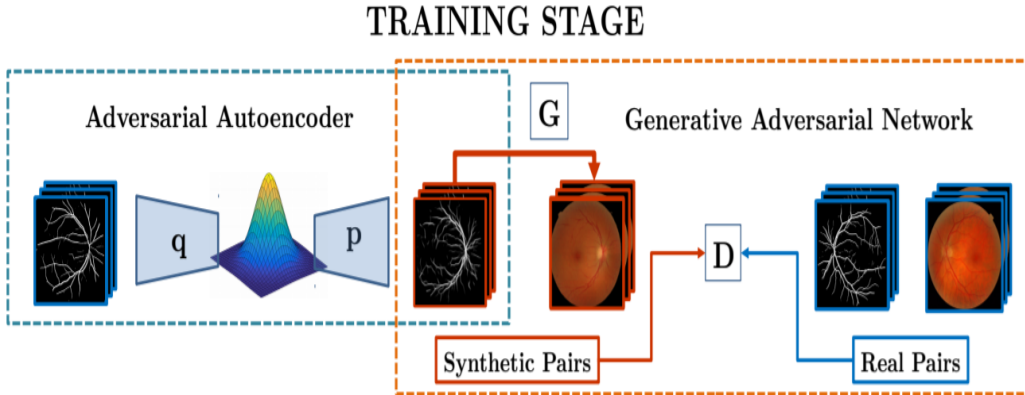 TRAINING STAGE
Adversarial Autoencoder
G
Generative Adversarial Network
q
p
D
Synthetic Pairs
Real Pairs